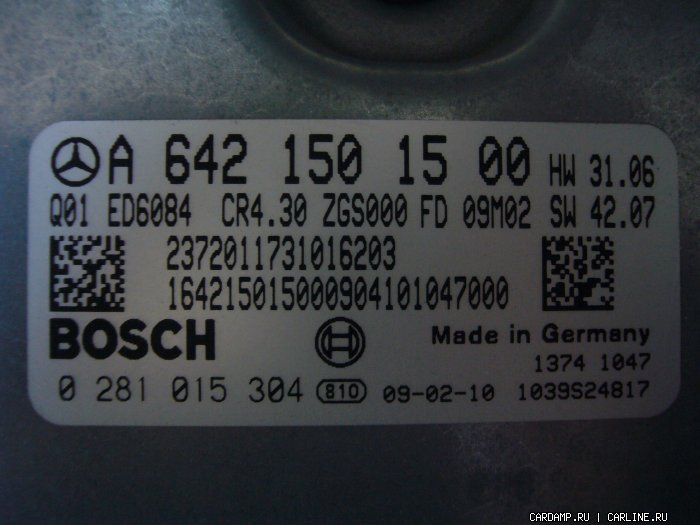 A 642 150 15 00 HW 31.06
Q01 ED6084 CR4.30 ZGS000 FD 09M02 SW 42.07
2372011731016203
1642150150000904101047000
BOSCH Made in Germany
1374 1047
0 281 015 304 810 09-02-10 1039S24817
CARDAMP.RU | CARLINE.RU